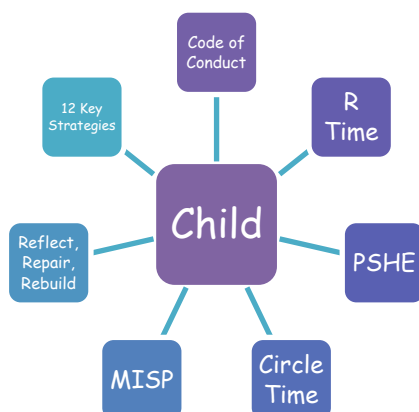 Code of
Conduct
R
Time
PSHE
Circle
Time
MISP
Reflect,
Repair,
Rebuild
12 Key
Strategies
Child